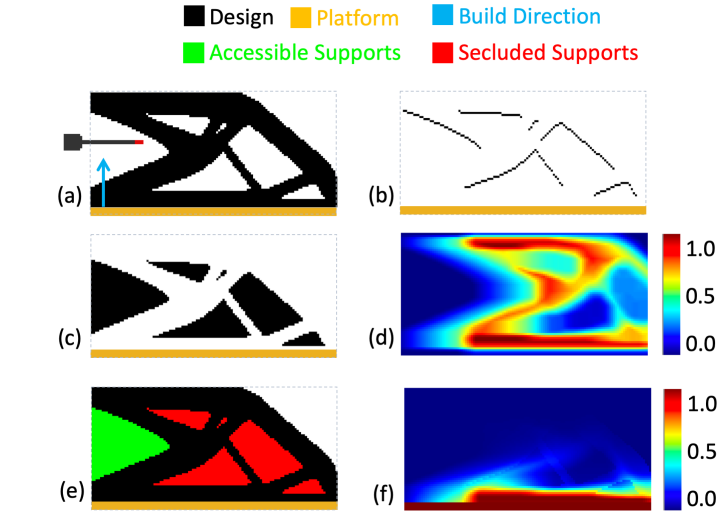 Design Platform Build Direction
Accessible Supports Secluded Supports
(a) (b)
(c) (d) 1.0
0.5
0.0
(e) (f) 1.0
0.5
0.0